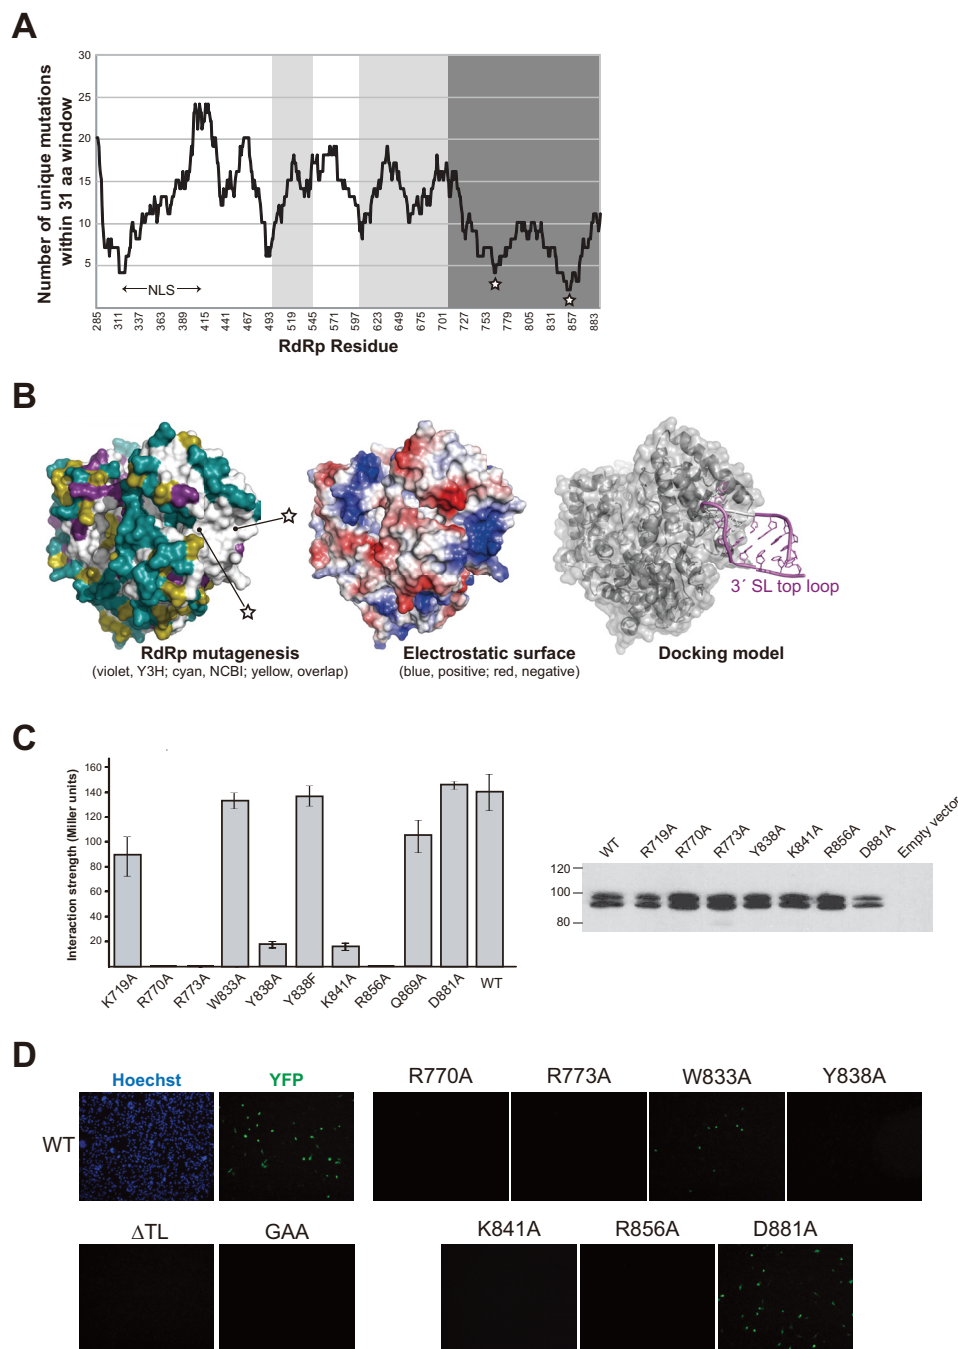 A
Number of unique mutations
within 31 aa window
30
25
20
15
10
5
NLS
285 311 337 363 389 415 441 467 493 519 545 571 597 623 649 675 701 727 753 779 805 831 857 883
RdRp Residue
B
3´ SL top loop
RdRp mutagenesis
(violet, Y3H; cyan, NCBI; yellow, overlap)
Electrostatic surface
(blue, positive; red, negative)
Docking model
C
Interaction strength (Miller units)
160
140
120
100
80
60
40
20
K719A R770A R773A W833A Y838A Y838F K841A R856A Q869A D881A WT
WT R719A R770A R773A Y838A K841A R856A D881A Empty vector
120
100
80
D
Hoechst YFP R770A R773A W833A Y838A
WT
ΔTL GAA K841A R856A D881A